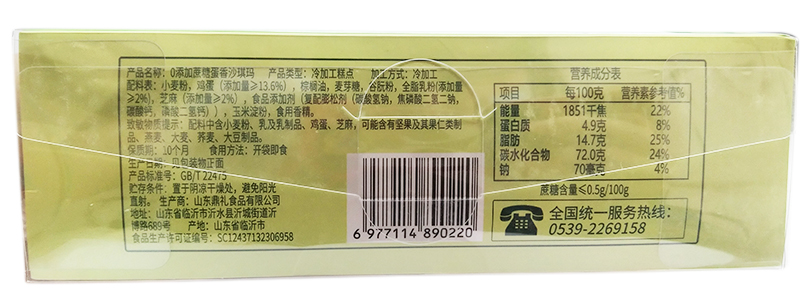 产品名称：0添加蔗糖蛋香沙琪玛 产品类型：冷加工糕点 加工方式：冷加工
配料表：小麦粉，鸡蛋（添加量≥13.6%），棕榈油，麦芽糖，谷朊粉，全脂乳粉(添加量
≥2%)，芝麻（添加量≥2%），食品添加剂（复配膨松剂（碳酸氢钠，焦磷酸二氢二钠，
碳酸钙，磷酸二氢钙）），玉米淀粉，食用香精。
致敏物质提示：配料中含小麦粉、乳及乳制品、鸡蛋、芝麻，可能含有坚果及其果仁类制
品、燕麦、大麦、荞麦、大豆制品。
保质期：10个月 食用方法：开袋即食
生产日期：见包装物正面
产品标准号：GB/T 22475
贮存条件：置于阴凉干燥处，避免阳光
直射。 生产商：山东鼎礼食品有限公司
地址：山东省临沂市沂水县沂城街道沂
博路689号 产地：山东省临沂市
食品生产许可证编号：SC12437132306958
6 977114 890220
营养成分表
项目 每100克 营养素参考值%
能量 1851千焦 22%
蛋白质 4.9克 8%
脂肪 14.7克 25%
碳水化合物 72.0克 24%
钠 70毫克 4%
蔗糖含量≤0.5g/100g
全国统一服务热线：
0539-2269158